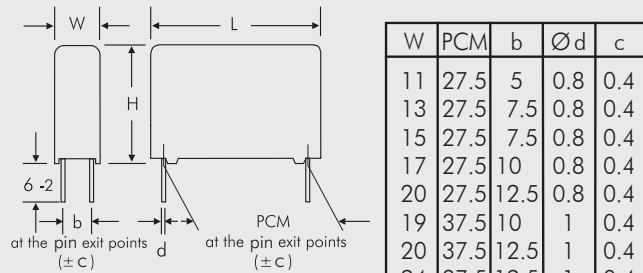 W
L
H
6 -2
b
at the pin exit points
(± c)
d
PCM
at the pin exit points
(± c)
W PCM b Ød c
11 27.5 5 0.8 0.4
13 27.5 7.5 0.8 0.4
15 27.5 7.5 0.8 0.4
17 27.5 10 0.8 0.4
20 27.5 12.5 0.8 0.4
19 37.5 10 1 0.4
20 37.5 12.5 1 0.4